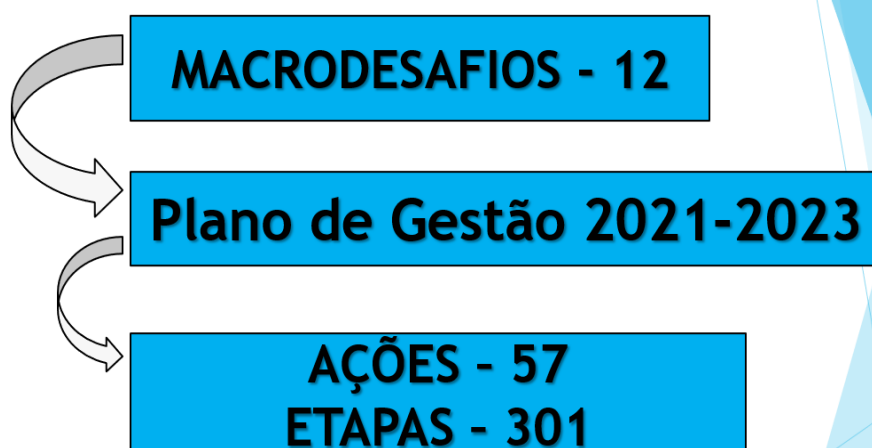 MACRODESAFIOS - 12
Plano de Gestão 2021-2023
AÇÕES – 57
ETAPAS – 301